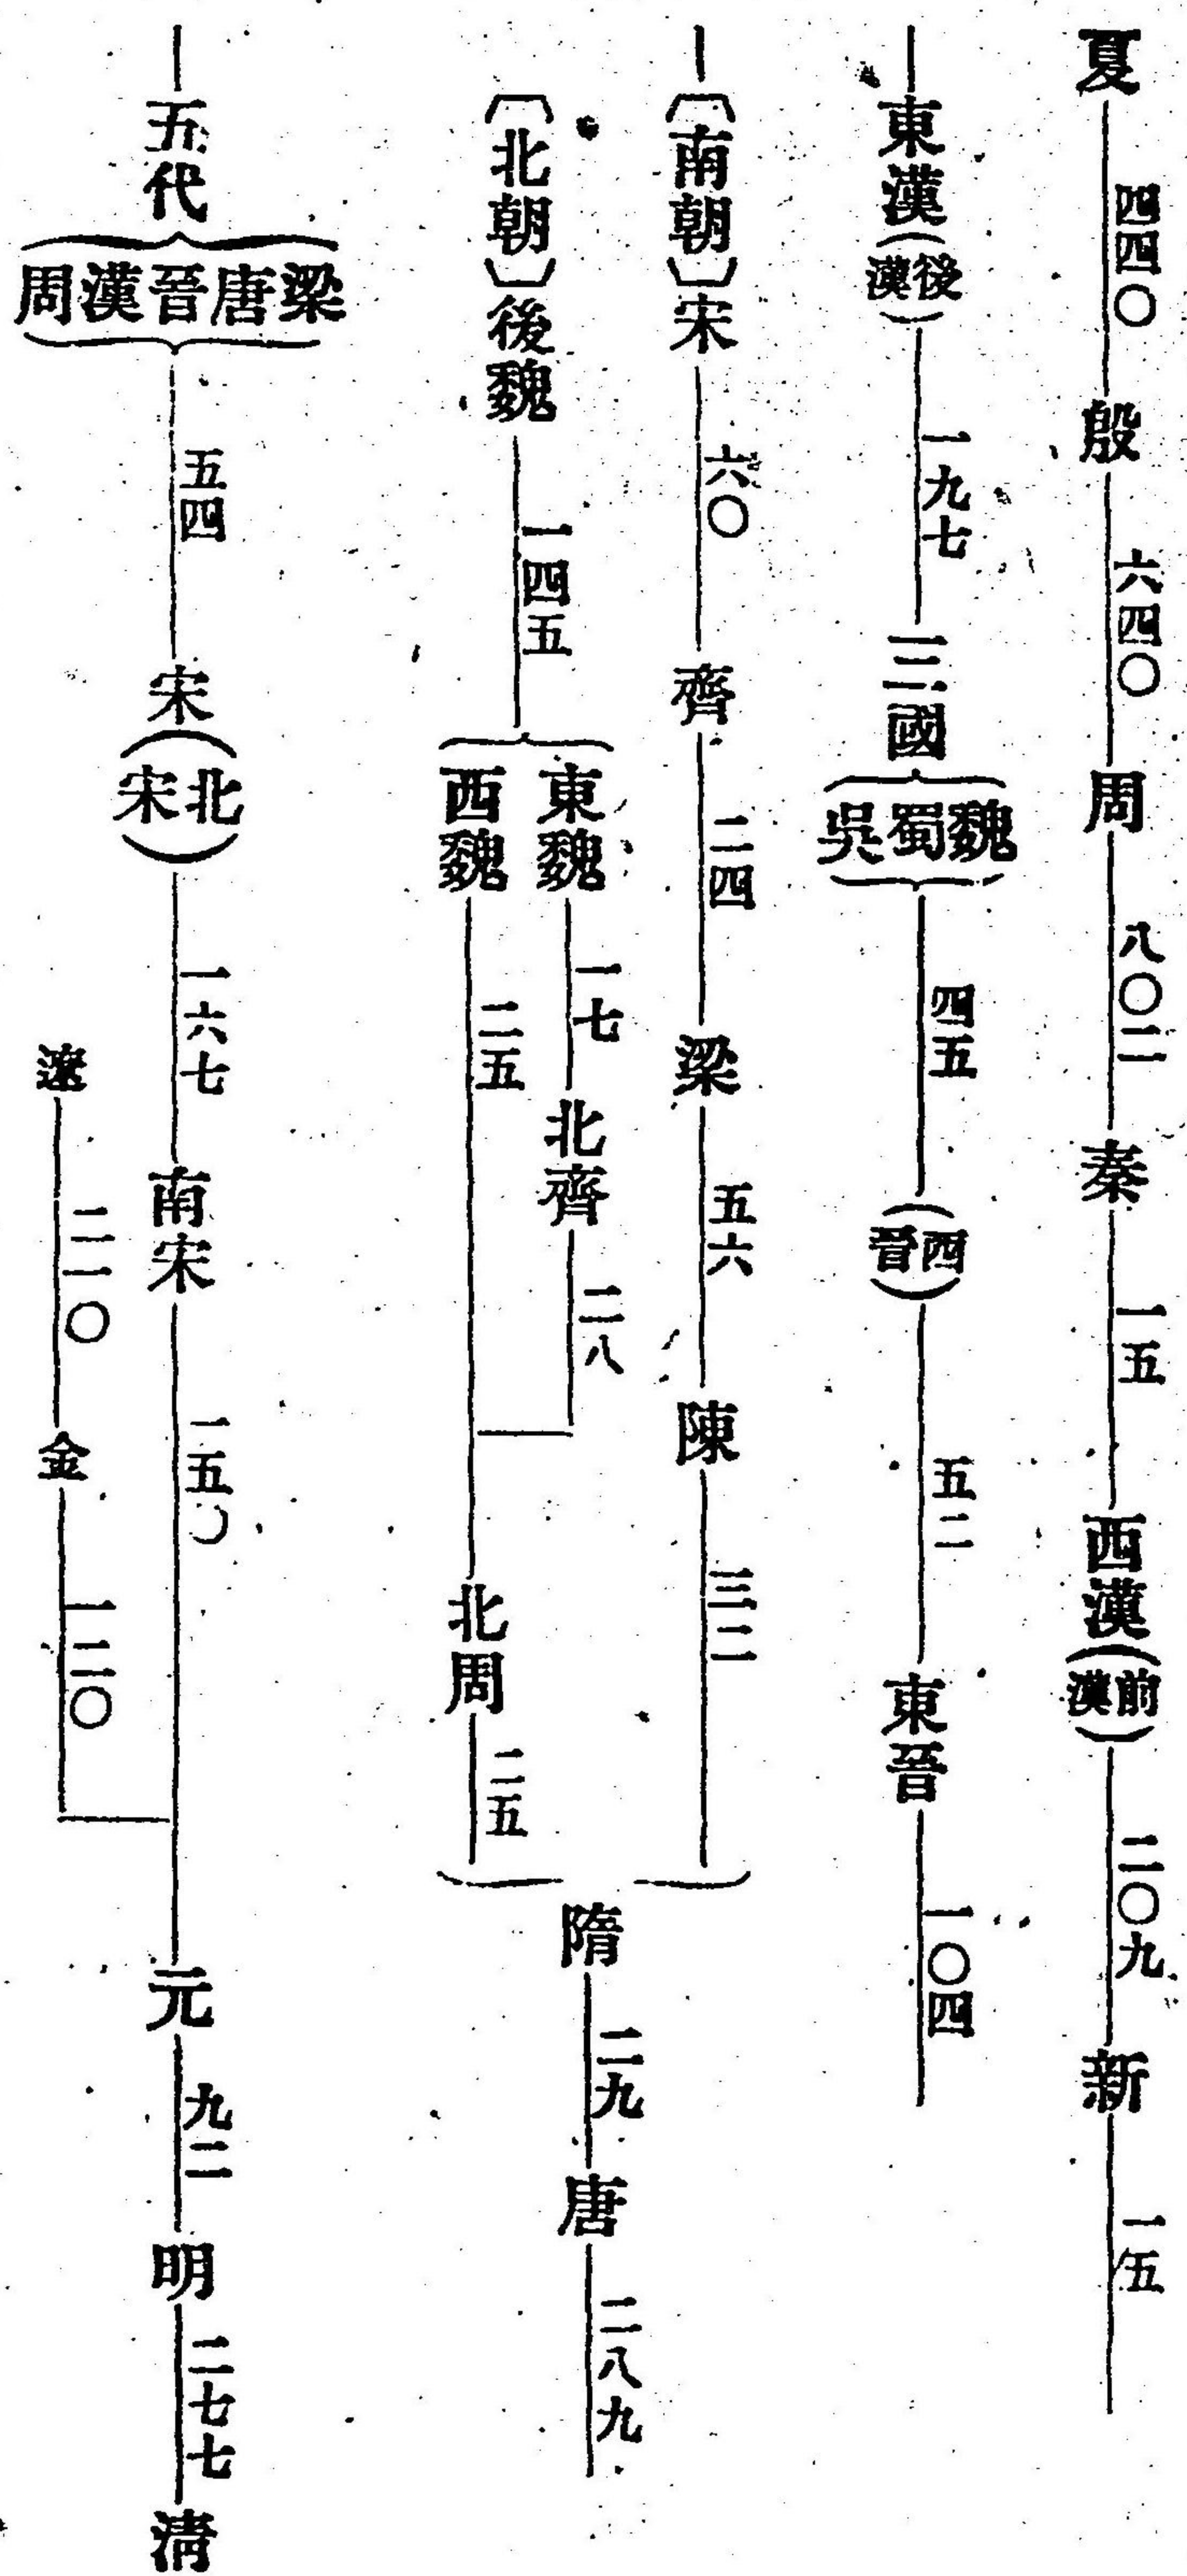 夏 四四〇 殷 六四〇 周 八〇二 秦 一五 西漢(前漢) 二〇九 新 一五
東漢(後漢) 一九七 三國 魏蜀吳 四五 (西晉) 五二 東晉 一〇四
〔南朝〕宋 六〇 齊 二四 梁 五六 陳 三二
〔北朝〕後魏 一四五
東魏 一七 北齊 二八
西魏 二五 北周 二五
隋 二九 唐 二八九
五代 梁唐晉漢周 五四 宋(北宋) 一六七 南宋 一五〇 元 九二 明 二七七 淸
遼 二一〇 金 一二〇